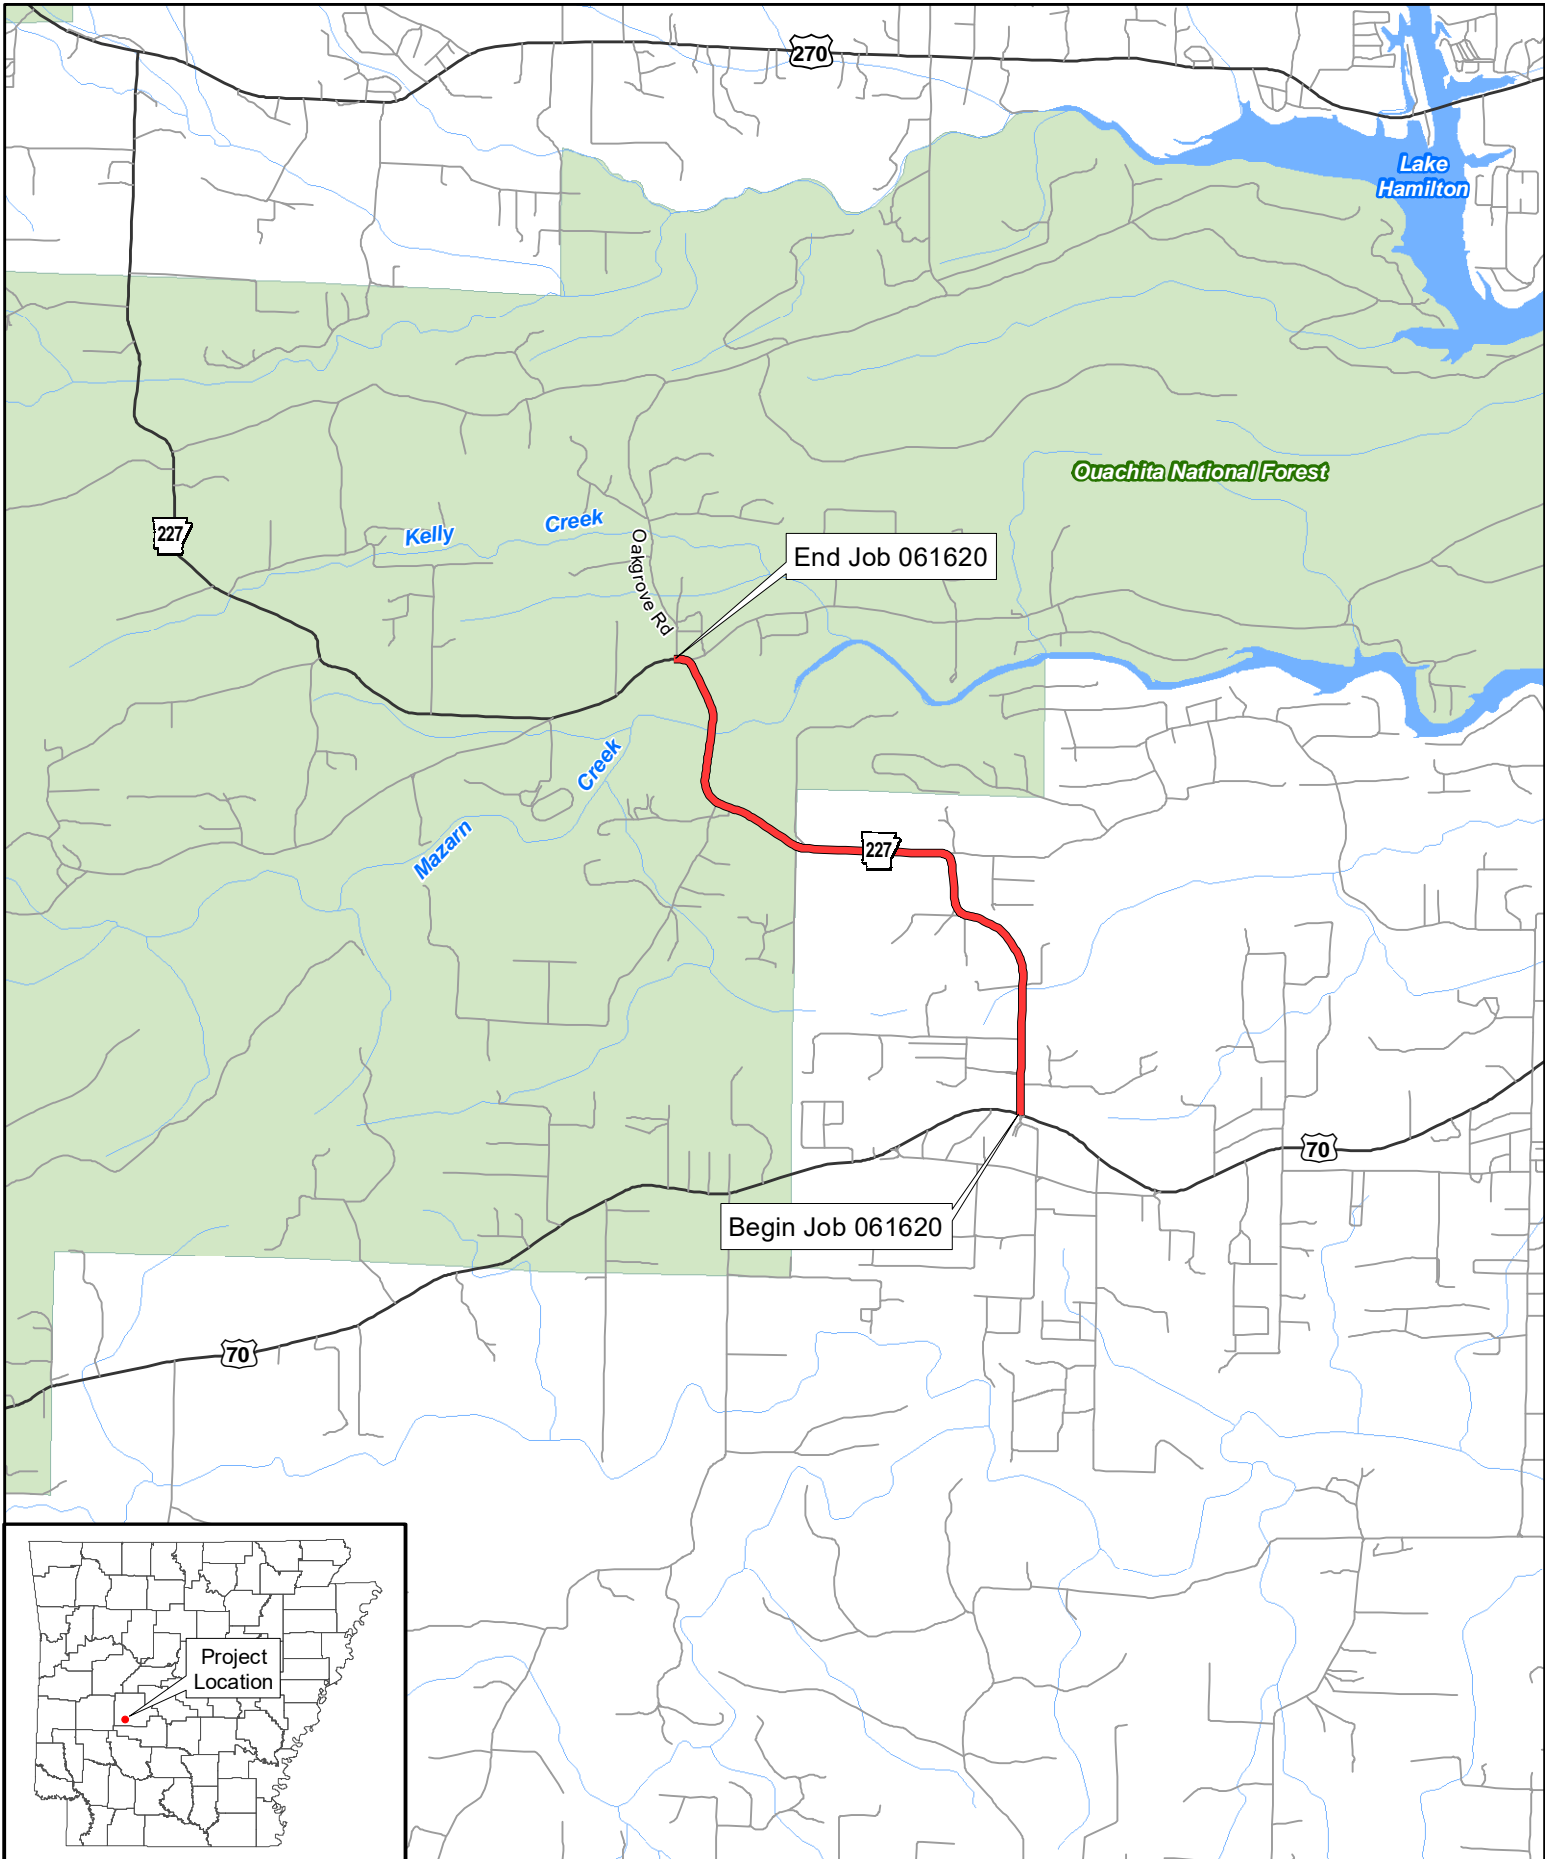 270
Lake
Hamilton
Ouachita National Forest
227
Kelly
Creek
Oakgrove Rd
End Job 061620
Creek
Mazarn
227
70
Begin Job 061620
70
Project
Location